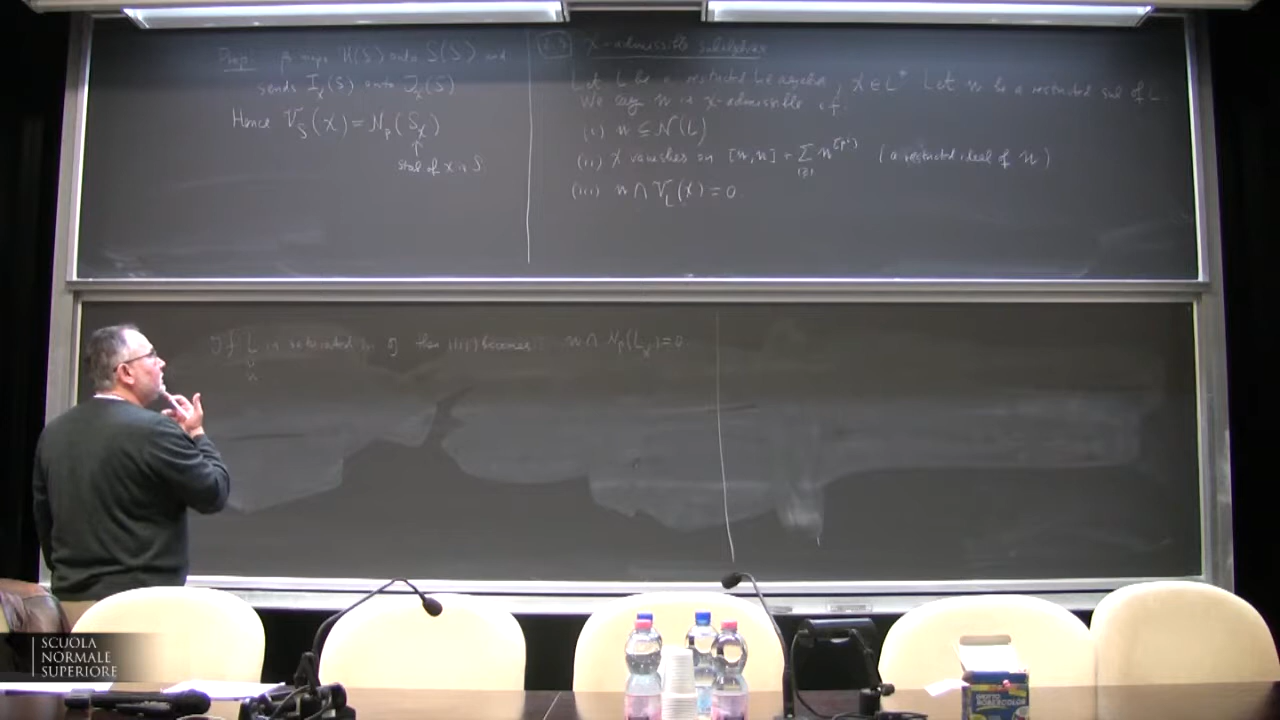 Prop: β maps U(S) onto S(S) and
sends I_χ(S) onto J_χ(S)
Hence V_S(χ) = N_p(S_χ)
↑
stab of χ in S
χ-admissible subalgebras
Let L be a restricted Lie algebra, χ ∈ L* Let n be a restricted sub of L.
We say n is χ-admissible if:
(i) n ⊆ N(L)
(ii) χ vanishes on [n,n] + Σ n^[p^i] (a restricted ideal of n)
i≥1
(iii) n ∩ V_L(χ) = 0
If L is in g then (iii) becomes: n ∩ N_p(L_χ) = 0.
SCUOLA
NORMALE
SUPERIORE